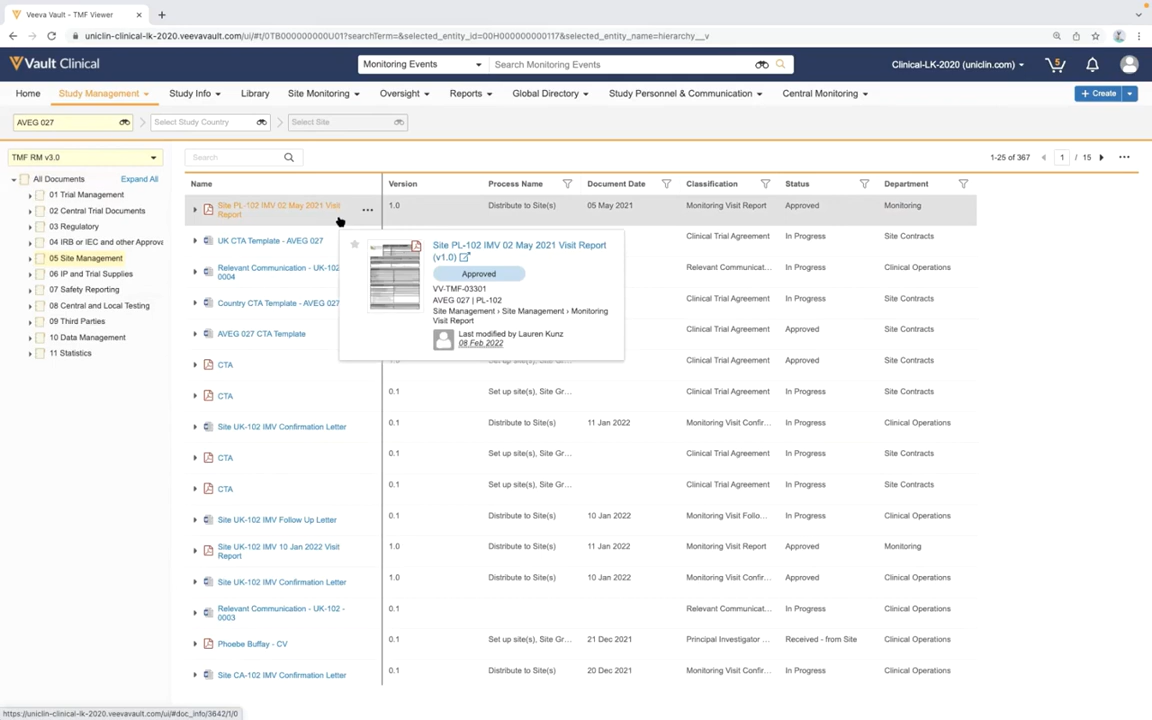 Veeva Vault - TMF Viewer
uniclin-clinical-lk-2020.veevavault.com/ui/#t/0TB000000000U01?searchTerm=&selected_entity_id=00H000000000117&selected_entity_name=hierarchy__v
Vault Clinical
Monitoring Events
Search Monitoring Events
Clinical-LK-2020 (uniclin.com)
5
Home
Study Management
Study Info
Library
Site Monitoring
Oversight
Reports
Global Directory
Study Personnel & Communication
Central Monitoring
+ Create
AVEG 027
Select Study Country
Select Site
TMF RM v3.0
Search
1-25 of 367
1 / 15
All Documents
Expand All
01 Trial Management
02 Central Trial Documents
03 Regulatory
04 IRB or IEC and other Approva
05 Site Management
06 IP and Trial Supplies
07 Safety Reporting
08 Central and Local Testing
09 Third Parties
10 Data Management
11 Statistics
Name Version Process Name Document Date Classification Status Department
Site PL-102 IMV 02 May 2021 Visit
Report
1.0 Distribute to Site(s) 05 May 2021 Monitoring Visit Report Approved Monitoring
UK CTA Template - AVEG 027
Clinical Trial Agreement In Progress Site Contracts
Relevant Communication - UK-102
0004
Relevant Communicat... In Progress Clinical Operations
Country CTA Template - AVEG 027
Clinical Trial Agreement In Progress Site Contracts
AVEG 027 CTA Template
Clinical Trial Agreement Approved Site Contracts
CTA
Set up site(s), Site Gr... Clinical Trial Agreement Approved Site Contracts
CTA
0.1 Set up site(s), Site Gr... Clinical Trial Agreement In Progress Site Contracts
Site UK-102 IMV Confirmation Letter
0.1 Distribute to Site(s) 11 Jan 2022 Monitoring Visit Confir... In Progress Clinical Operations
CTA
0.1 Set up site(s), Site Gr... Clinical Trial Agreement In Progress Site Contracts
CTA
0.1 Set up site(s), Site Gr... Clinical Trial Agreement In Progress Site Contracts
Site UK-102 IMV Follow Up Letter
0.1 Distribute to Site(s) 10 Jan 2022 Monitoring Visit Follo... In Progress Clinical Operations
Site UK-102 IMV 10 Jan 2022 Visit
Report
1.0 Distribute to Site(s) 11 Jan 2022 Monitoring Visit Report Approved Monitoring
Site UK-102 IMV Confirmation Letter
1.0 Distribute to Site(s) 10 Jan 2022 Monitoring Visit Confir... Approved Clinical Operations
Relevant Communication - UK-102 -
0003
0.1 Relevant Communicat... In Progress Clinical Operations
Phoebe Buffay - CV
0.1 Set up site(s), Site Gr... 21 Dec 2021 Principal Investigator ... Received - from Site Clinical Operations
Site CA-102 IMV Confirmation Letter
0.1 Distribute to Site(s) 20 Dec 2021 Monitoring Visit Confir... In Progress Clinical Operations
Site PL-102 IMV 02 May 2021 Visit Report
(v1.0)
Approved
VV-TMF-03301
AVEG 027 | PL-102
Site Management › Site Management › Monitoring
Visit Report
Last modified by Lauren Kunz
08 Feb 2022
https://uniclin-clinical-lk-2020.veevavault.com/ui/#doc_info/3642/1/0